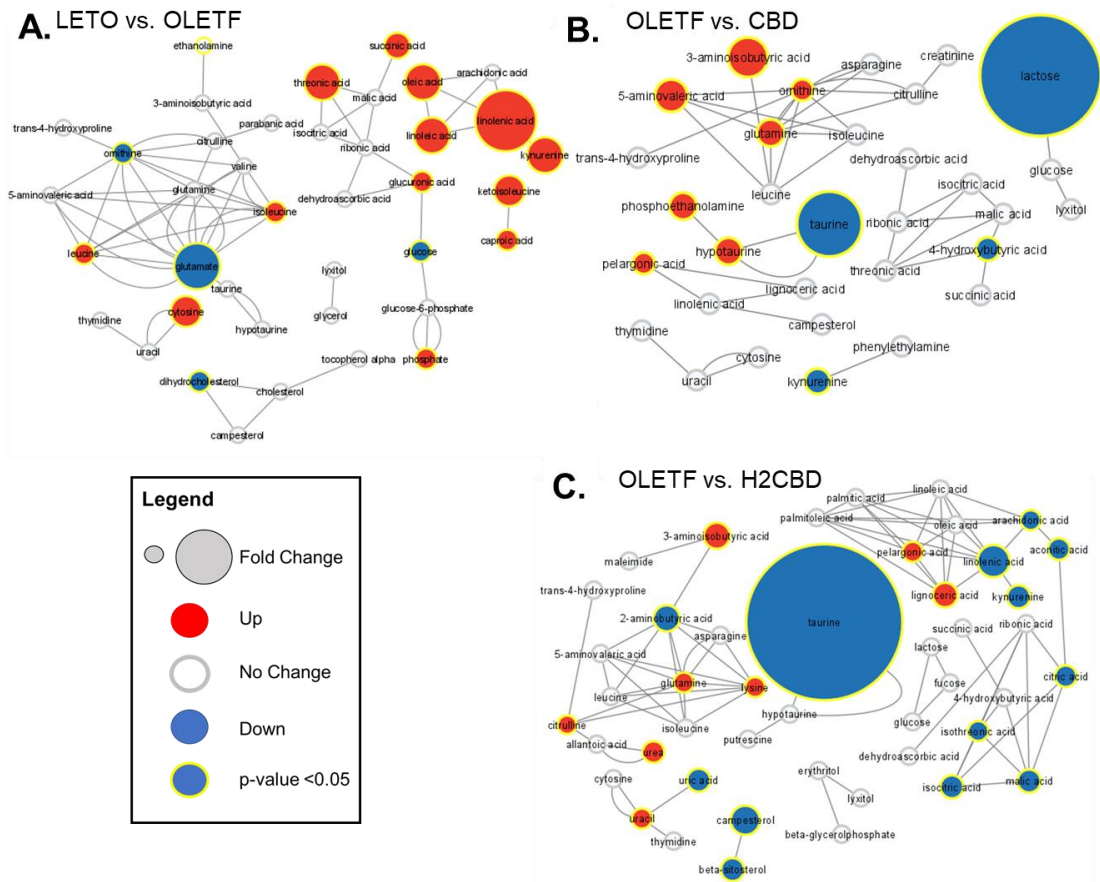 A. LETO vs. OLETF
ethanolamine
succinic acid
threonic acid
oleic acid
arachidonic acid
3-aminoisobutyric acid
malic acid
linolenic acid
trans-4-hydroxyproline
parabanic acid
isocitric acid
linoleic acid
citrulline
ribonic acid
ornithine
kynurenine
valine
5-aminovaleric acid
glutamine
dehydroascorbic acid
glucuronic acid
ketoisoleucine
isoleucine
leucine
glucose
caproic acid
glutamate
lyxitol
taurine
cytosine
glycerol
glucose-6-phosphate
thymidine
hypotaurine
uracil
tocopherol alpha
phosphate
dihydrocholesterol
cholesterol
campesterol
B. OLETF vs. CBD
3-aminoisobutyric acid
asparagine
creatinine
lactose
5-aminovaleric acid
ornithine
citrulline
glutamine
isoleucine
trans-4-hydroxyproline
dehydroascorbic acid
glucose
leucine
isocitric acid
phosphoethanolamine
lyxitol
taurine
ribonic acid
malic acid
hypotaurine
4-hydroxybutyric acid
pelargonic acid
threonic acid
lignoceric acid
linolenic acid
succinic acid
campesterol
thymidine
phenylethylamine
cytosine
uracil
kynurenine
Legend
Fold Change
Up
No Change
Down
p-value <0.05
C. OLETF vs. H2CBD
linoleic acid
palmitic acid
palmitoleic acid
oleic acid
arachidonic acid
3-aminoisobutyric acid
pelargonic acid
aconitic acid
maleimide
linolenic acid
trans-4-hydroxyproline
lignoceric acid
kynurenine
2-aminobutyric acid
taurine
ribonic acid
succinic acid
asparagine
lactose
5-aminovaleric acid
citric acid
glutamine
lysine
fucose
leucine
4-hydroxybutyric acid
hypotaurine
citrulline
glucose
isoleucine
isothreonic acid
putrescine
allantoic acid
urea
dehydroascorbic acid
cytosine
uric acid
erythritol
isocitric acid
malic acid
lyxitol
uracil
campesterol
thymidine
beta-glycerolphosphate
beta-sitosterol